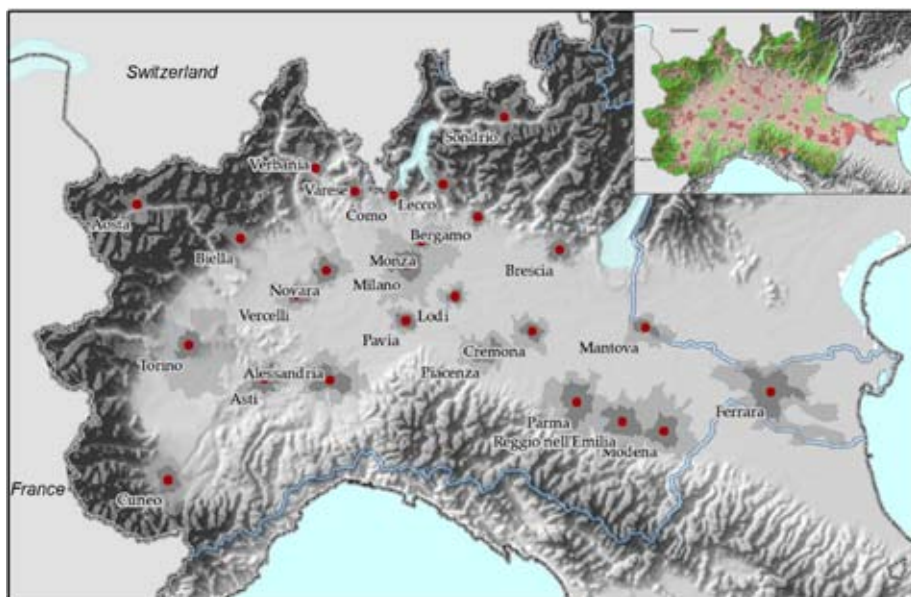 Switzerland
Sondrio
Verbania
Varese
Como
Lecco
Aosta
Biella
Bergamo
Monza
Milano
Brescia
Novara
Vercelli
Lodi
Pavia
Torino
Cremona
Mantova
Alessandria
Asti
Piacenza
Parma
Reggio nell'Emilia
Modena
Ferrara
Cuneo
France